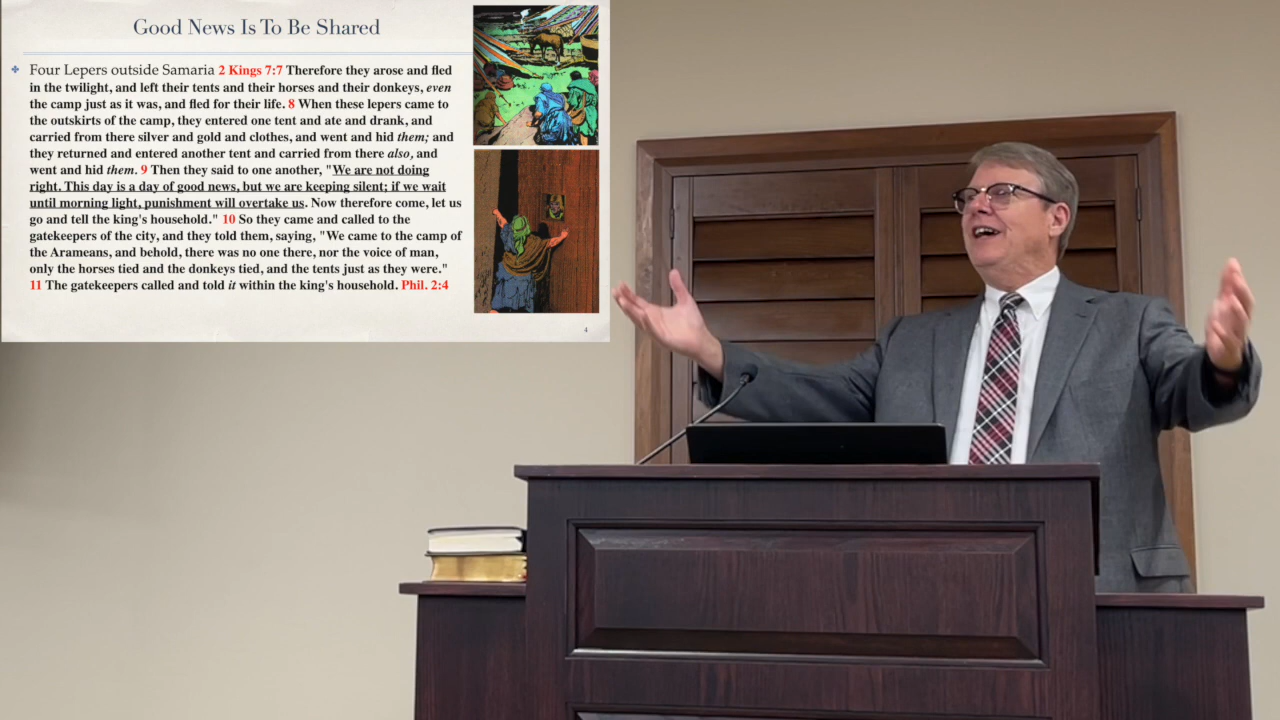 Good News Is To Be Shared
Four Lepers outside Samaria 2 Kings 7:7 Therefore they arose and fled
in the twilight, and left their tents and their horses and their donkeys, even
the camp just as it was, and fled for their life. 8 When these lepers came to
the outskirts of the camp, they entered one tent and ate and drank, and
carried from there silver and gold and clothes, and went and hid them; and
they returned and entered another tent and carried from there also, and
went and hid them. 9 Then they said to one another, "We are not doing
right. This day is a day of good news, but we are keeping silent; if we wait
until morning light, punishment will overtake us. Now therefore come, let us
go and tell the king's household." 10 So they came and called to the
gatekeepers of the city, and they told them, saying, "We came to the camp of
the Arameans, and behold, there was no one there, nor the voice of man,
only the horses tied and the donkeys tied, and the tents just as they were."
11 The gatekeepers called and told it within the king's household. Phil. 2:4
4